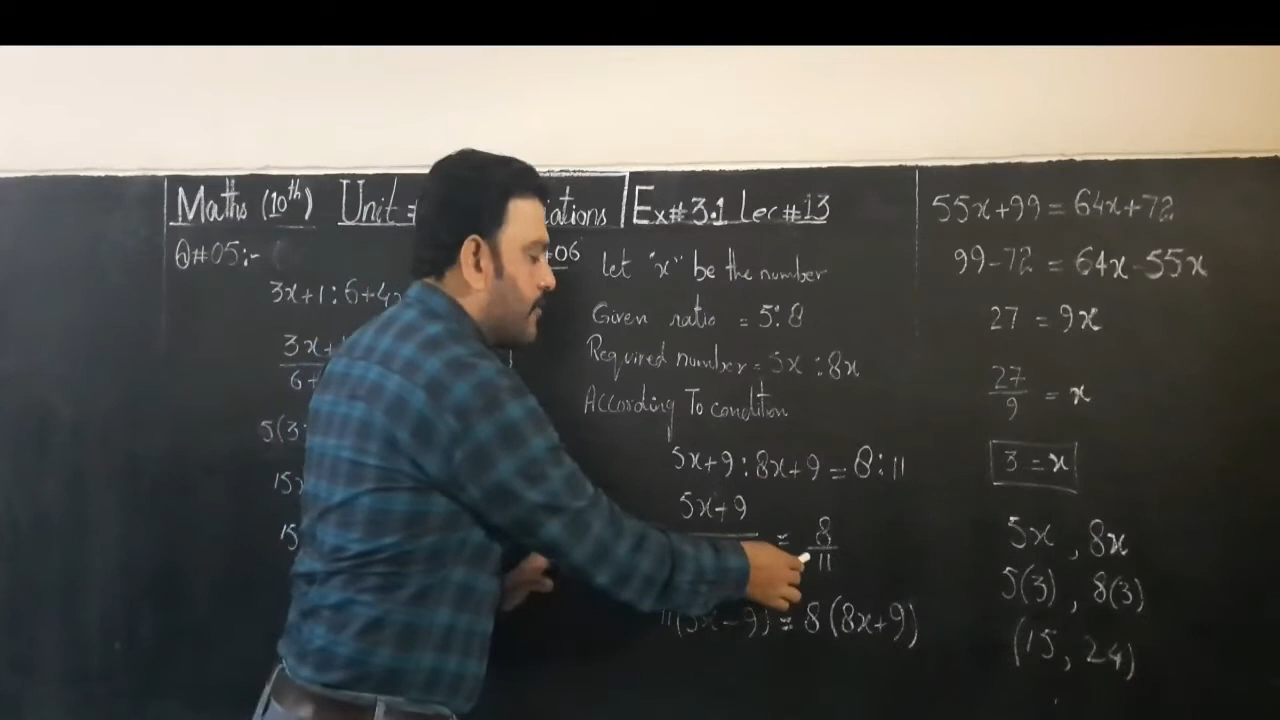 Maths (10th) Unit = iations Ex#3.1 Lec #13
Q#05:-
3x+1 : 6+4x
3x+
6+
5(3
15x
15
#06
Let "x" be the number
Given ratio = 5:8
Required number = 5x : 8x
According To condition
5x+9 : 8x+9 = 8:11
5x+9
= 8
11
11(5x-9) = 8(8x+9)
55x+99 = 64x+72
99-72 = 64x-55x
27 = 9x
27
9 = x
3 = x
5x , 8x
5(3) , 8(3)
(15, 24)